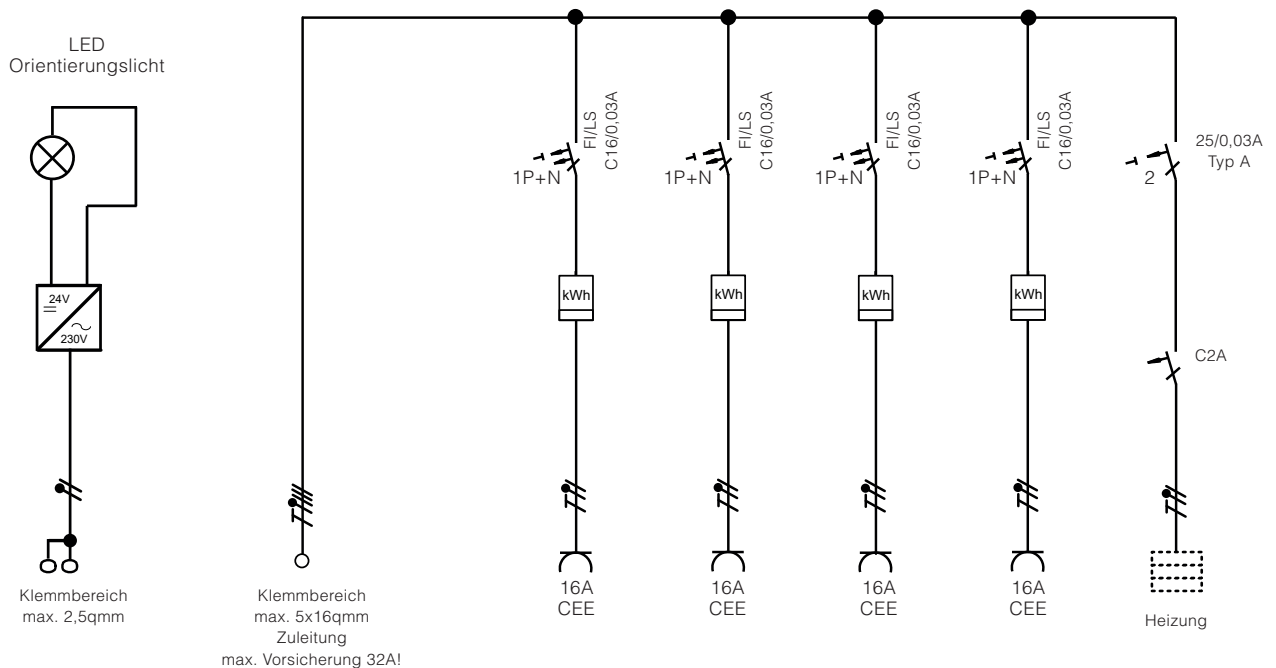 LED
Orientierungslicht
24V
230V
Klemmbereich
max. 2,5qmm
Klemmbereich
max. 5x16qmm
Zuleitung
max. Vorsicherung 32A!
FI/LS
C16/0,03A
1P+N
kWh
16A
CEE
FI/LS
C16/0,03A
1P+N
kWh
16A
CEE
FI/LS
C16/0,03A
1P+N
kWh
16A
CEE
FI/LS
C16/0,03A
1P+N
kWh
16A
CEE
25/0,03A
Typ A
2
C2A
Heizung